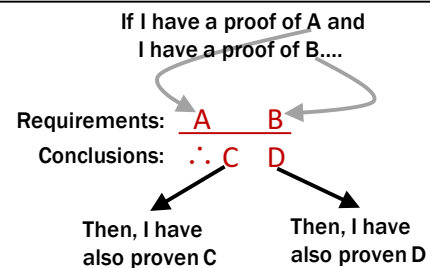 If I have a proof of A and
I have a proof of B....
Requirements: A B
Conclusions: ∴ C D
Then, I have
also proven C
Then, I have
also proven D